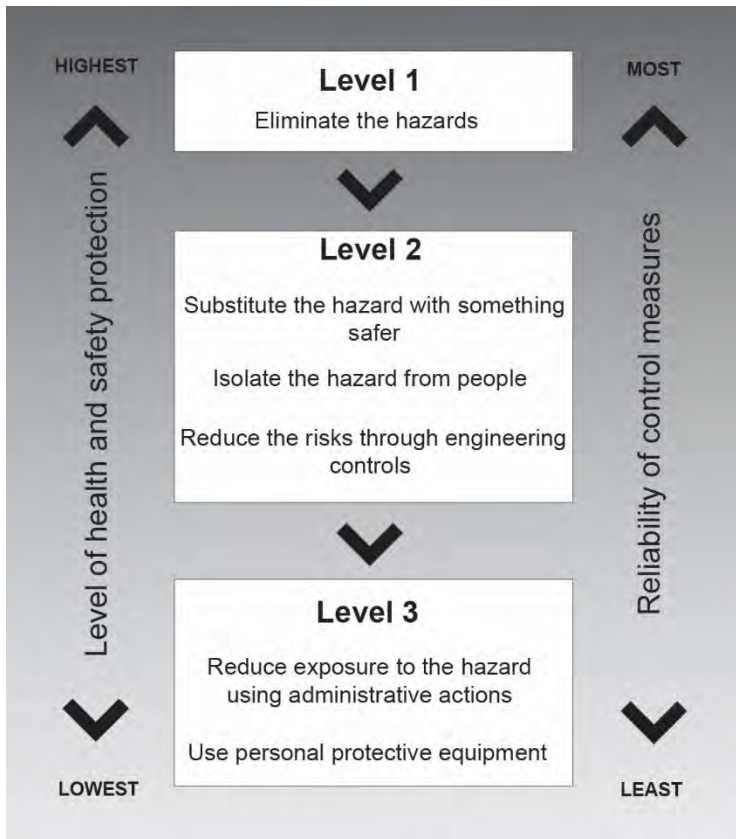 HIGHEST
MOST
Level 1
Eliminate the hazards
Level of health and safety protection
Reliability of control measures
Level 2
Substitute the hazard with something
safer
Isolate the hazard from people
Reduce the risks through engineering
controls
Level 3
Reduce exposure to the hazard
using administrative actions
Use personal protective equipment
LOWEST
LEAST